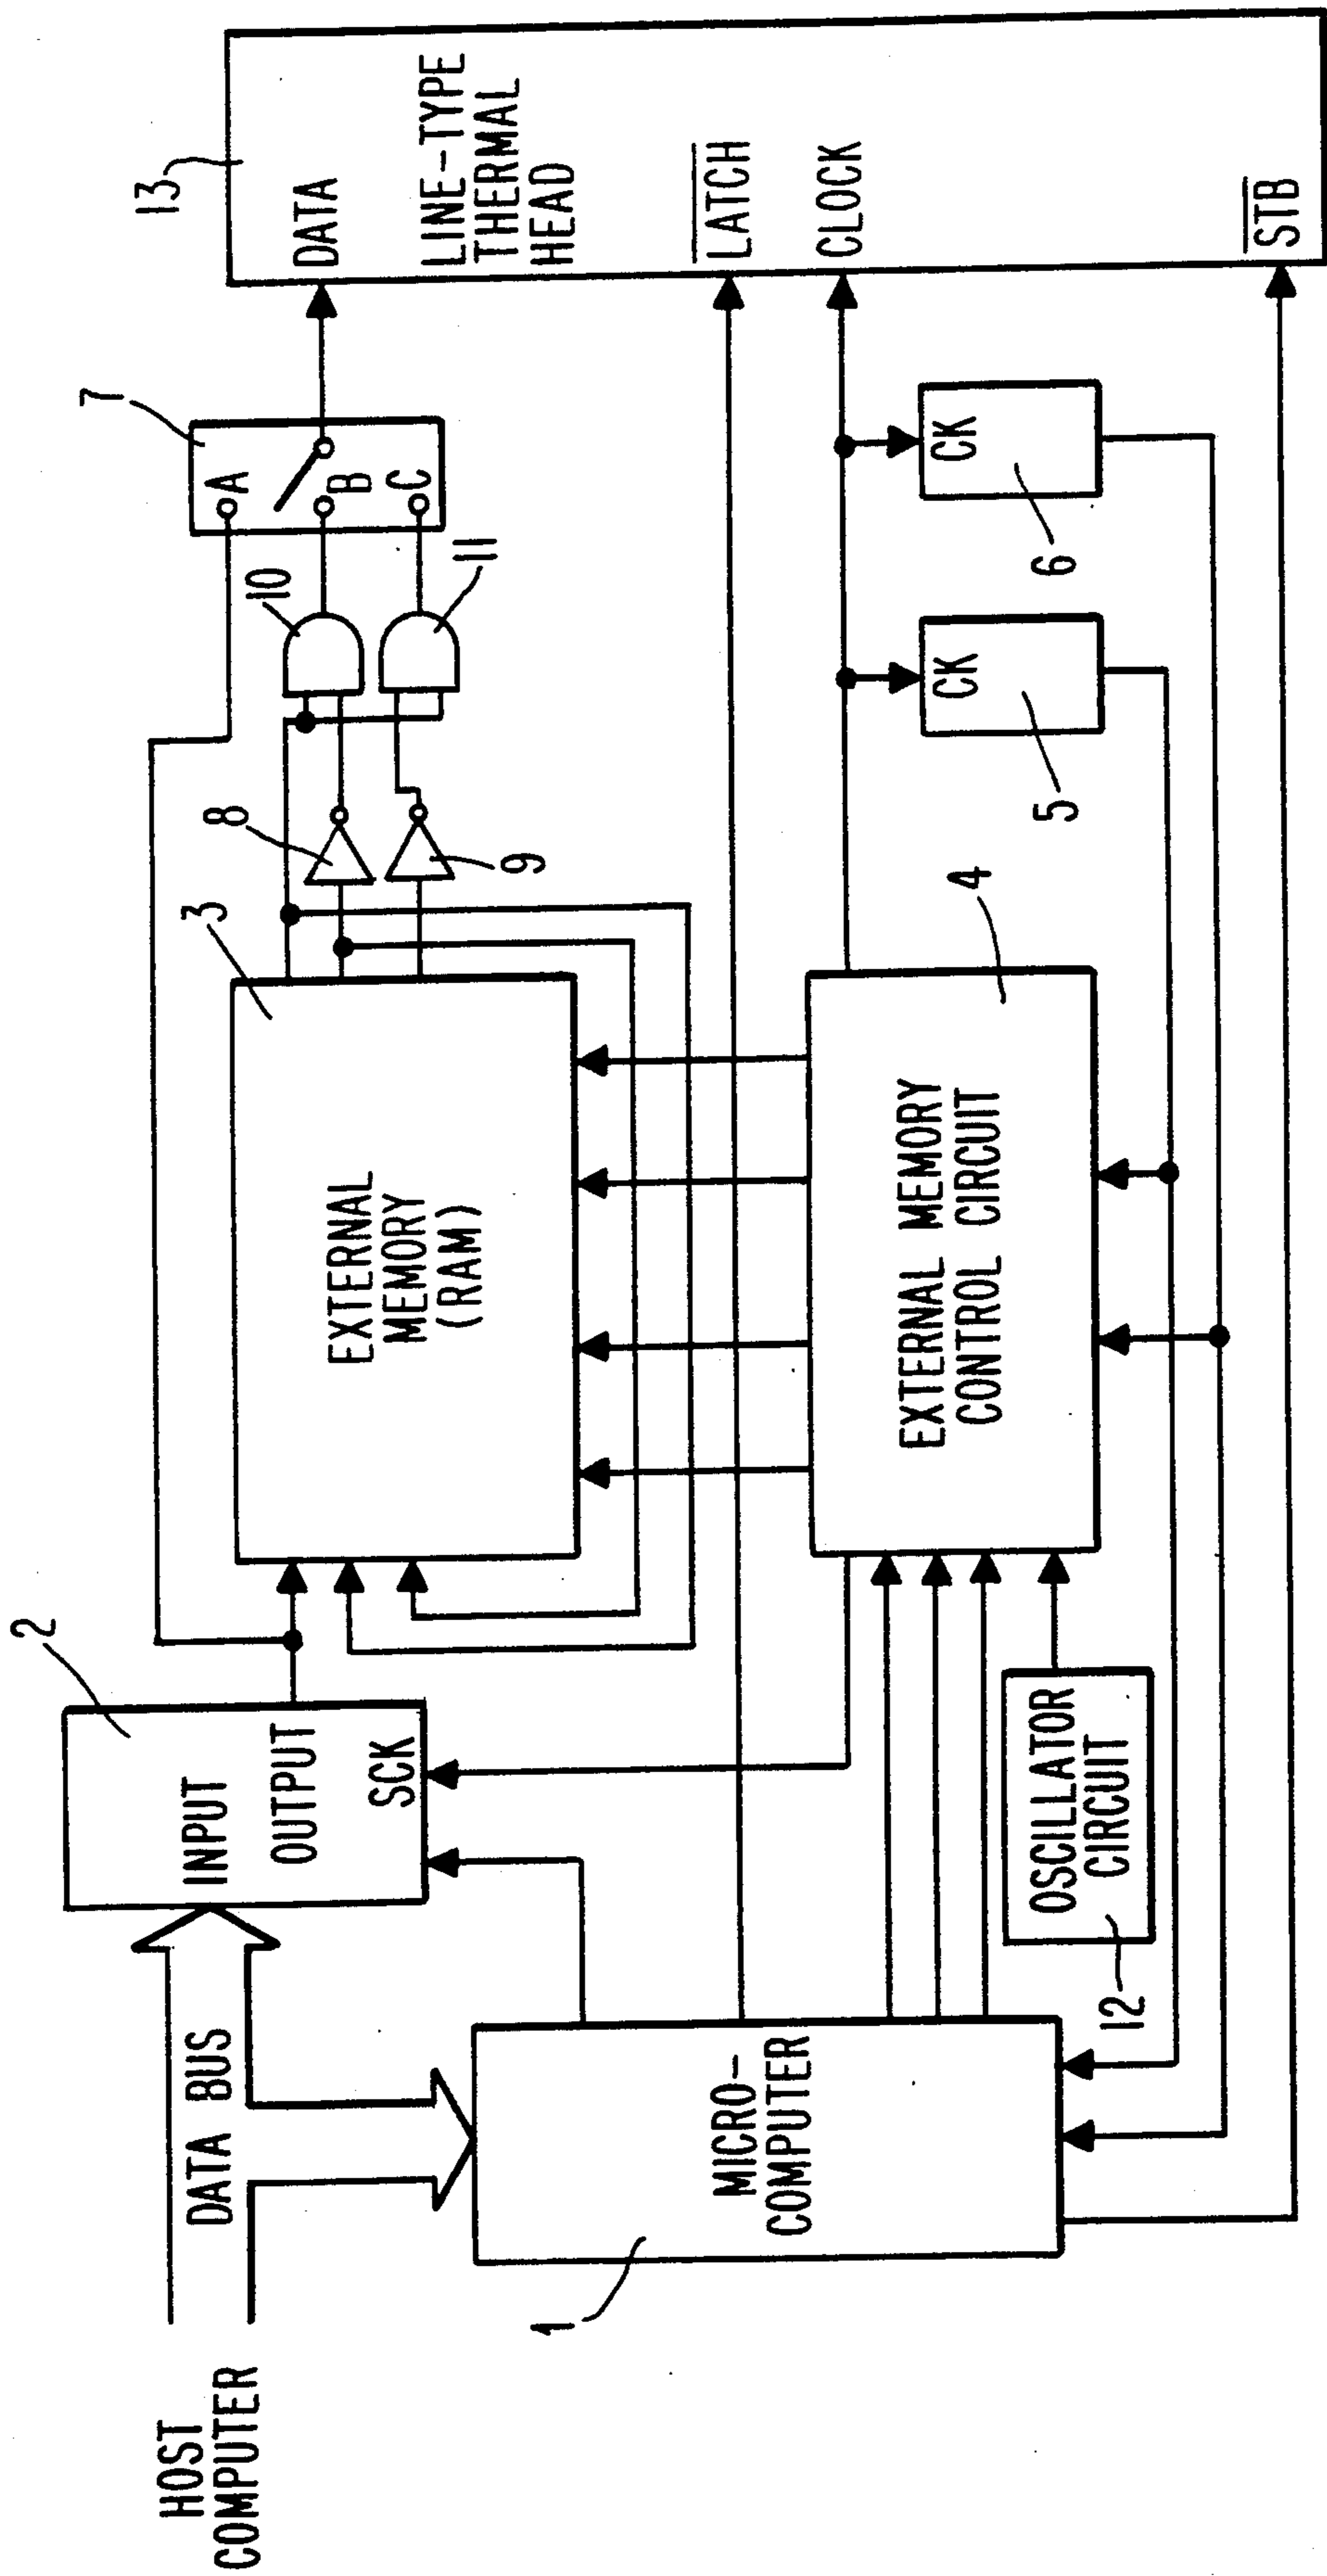 HOST
COMPUTER
DATA BUS
1
MICRO-
COMPUTER
2
INPUT
OUTPUT
SCK
12
OSCILLATOR
CIRCUIT
3
EXTERNAL
MEMORY
(RAM)
4
EXTERNAL MEMORY
CONTROL CIRCUIT
8
9
10
11
7
A
B
C
5
CK
6
CK
13
DATA
LINE-TYPE
THERMAL
HEAD
LATCH
CLOCK
STB